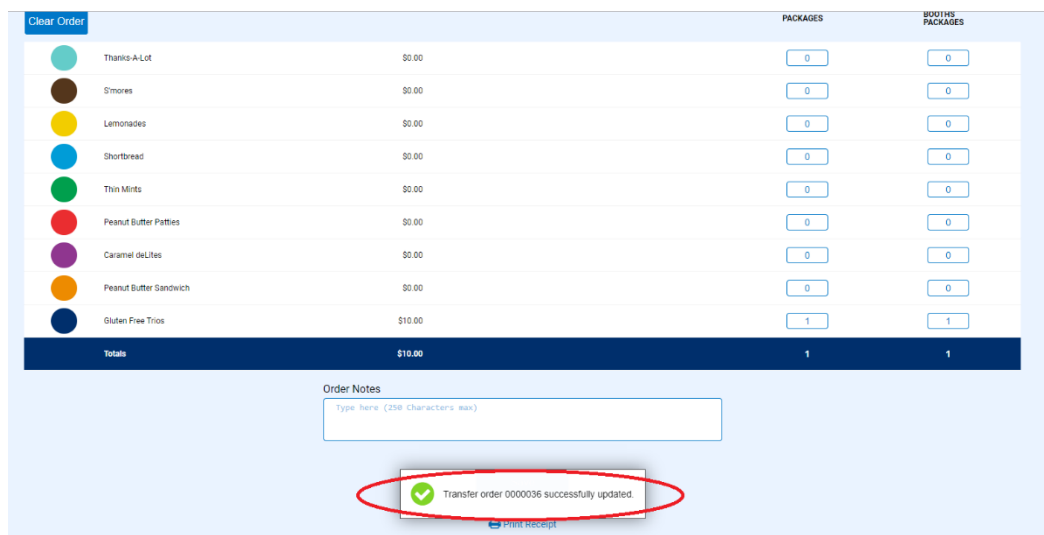 Clear Order PACKAGES BOOTHS
PACKAGES
Thanks-A-Lot $0.00 0 0
S'mores $0.00 0 0
Lemonades $0.00 0 0
Shortbread $0.00 0 0
Thin Mints $0.00 0 0
Peanut Butter Patties $0.00 0 0
Caramel deLites $0.00 0 0
Peanut Butter Sandwich $0.00 0 0
Gluten Free Trios $10.00 1 1
Totals $10.00 1 1
Order Notes
Type here (250 Characters max)
Transfer order 0000036 successfully updated.
Print Receipt